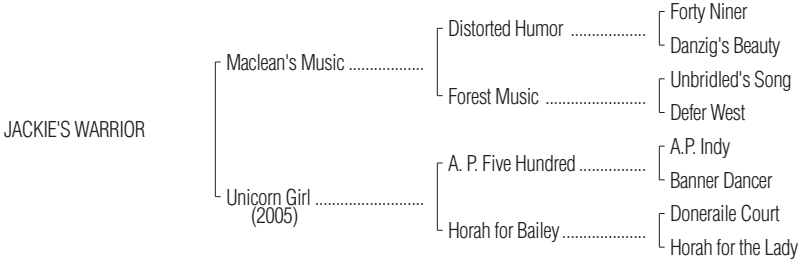 Forty Niner
Distorted Humor ..................
Danzig's Beauty
Maclean's Music ..................
Unbridled's Song
Forest Music ........................
Defer West
JACKIE'S WARRIOR
A.P. Indy
A. P. Five Hundred ................
Banner Dancer
Unicorn Girl ..........................
(2005)
Doneraile Court
Horah for Bailey....................
Horah for the Lady